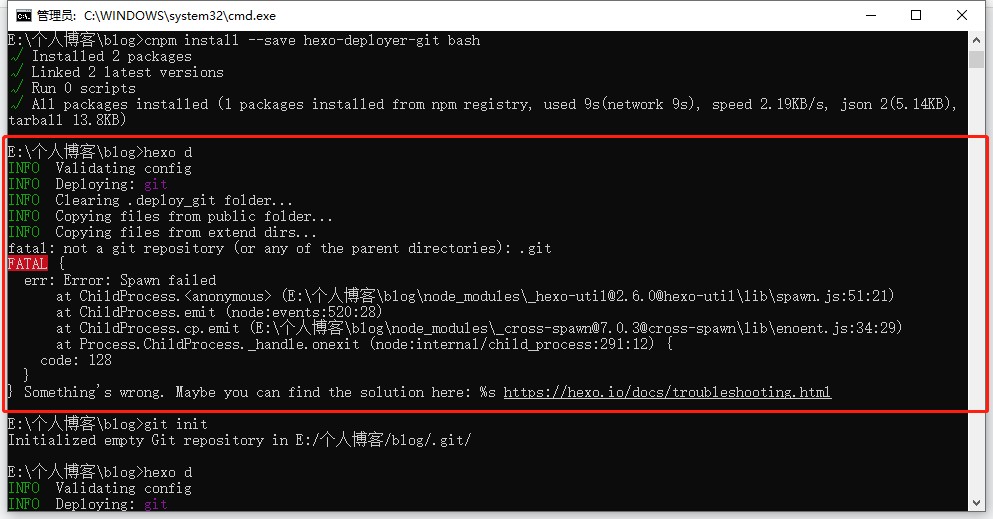 管理员: C:\WINDOWS\system32\cmd.exe
E:\个人博客\blog>cnpm install --save hexo-deployer-git bash
√ Installed 2 packages
√ Linked 2 latest versions
√ Run 0 scripts
√ All packages installed (1 packages installed from npm registry, used 9s(network 9s), speed 2.19KB/s, json 2(5.14KB),
tarball 13.8KB)
E:\个人博客\blog>hexo d
INFO  Validating config
INFO  Deploying: git
INFO  Clearing .deploy_git folder...
INFO  Copying files from public folder...
INFO  Copying files from extend dirs...
fatal: not a git repository (or any of the parent directories): .git
FATAL {
  err: Error: Spawn failed
      at ChildProcess.<anonymous> (E:\个人博客\blog\node_modules\_hexo-util@2.6.0@hexo-util\lib\spawn.js:51:21)
      at ChildProcess.emit (node:events:520:28)
      at ChildProcess.cp.emit (E:\个人博客\blog\node_modules\_cross-spawn@7.0.3@cross-spawn\lib\enoent.js:34:29)
      at Process.ChildProcess._handle.onexit (node:internal/child_process:291:12) {
    code: 128
  }
} Something's wrong. Maybe you can find the solution here: %s https://hexo.io/docs/troubleshooting.html
E:\个人博客\blog>git init
Initialized empty Git repository in E:/个人博客/blog/.git/
E:\个人博客\blog>hexo d
INFO  Validating config
INFO  Deploying: git